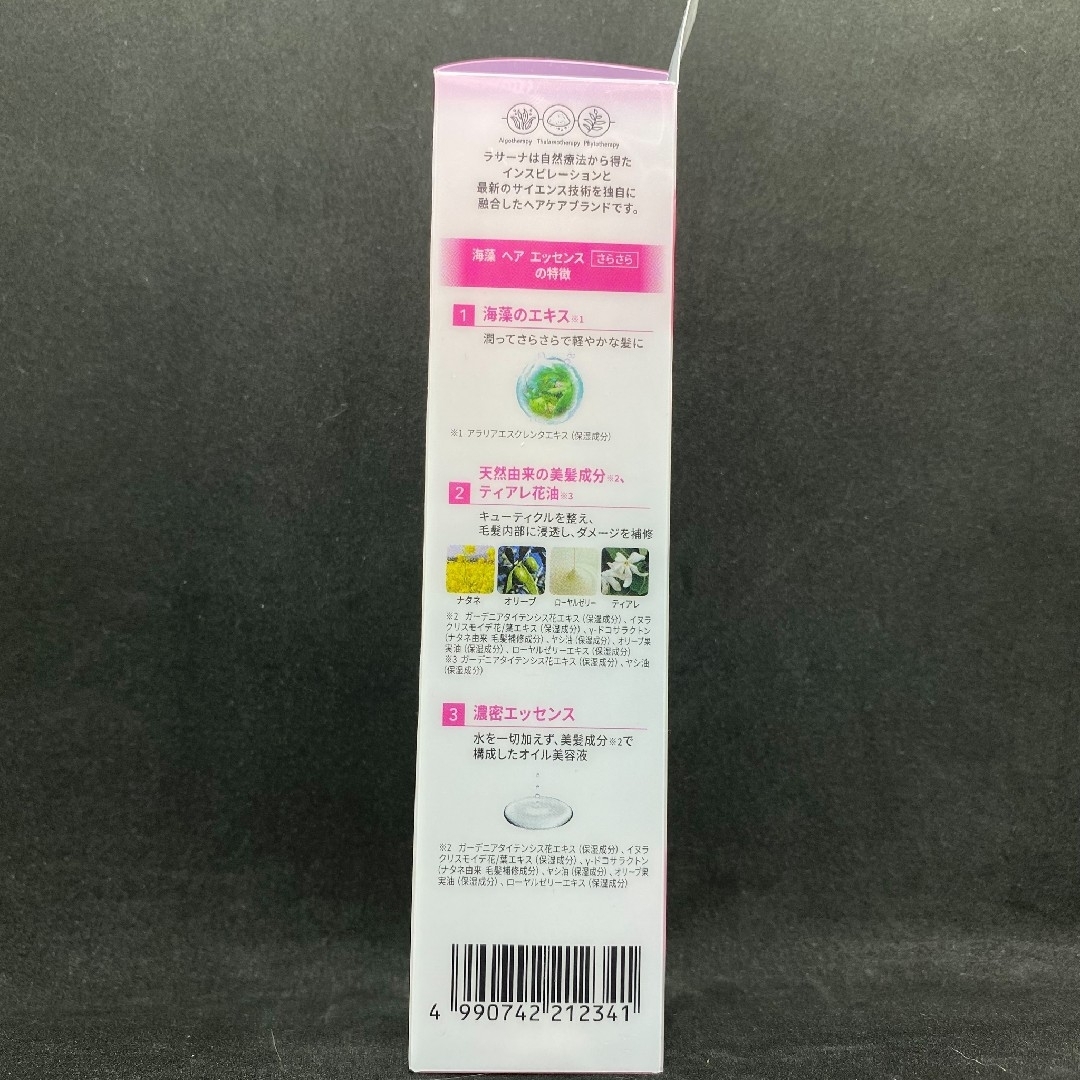 Algotherapy Thalassotherapy Phytotherapy
ラサーナは自然療法から得た
インスピレーションと
最新のサイエンス技術を独自に
融合したヘアケアブランドです。
海藻 ヘア エッセンス さらさら
の特徴
1 海藻のエキス※1
潤ってさらさらで軽やかな髪に
※1 アラリアエスクレンタエキス（保湿成分）
天然由来の美髪成分※2、
2 ティアレ花油※3
キューティクルを整え、
毛髪内部に浸透し、ダメージを補修
ナタネ オリーブ ローヤルゼリー ティアレ
※2 ガーデニアタイテンシス花エキス（保湿成分）、イヌラ
クリスモイデ花/葉エキス（保湿成分）、γ-ドコサラクトン
(ナタネ由来 毛髪補修成分）、ヤシ油（保湿成分）、オリーブ果
実油（保湿成分）、ローヤルゼリーエキス（保湿成分）
※3 ガーデニアタイテンシス花エキス（保湿成分）、ヤシ油
(保湿成分）
3 濃密エッセンス
水を一切加えず、美髪成分※2で
構成したオイル美容液
※2 ガーデニアタイテンシス花エキス（保湿成分）、イヌラ
クリスモイデ花/葉エキス（保湿成分）、γ-ドコサラクトン
(ナタネ由来 毛髪補修成分）、ヤシ油（保湿成分）、オリーブ果
実油（保湿成分）、ローヤルゼリーエキス（保湿成分）
4 990742 212341